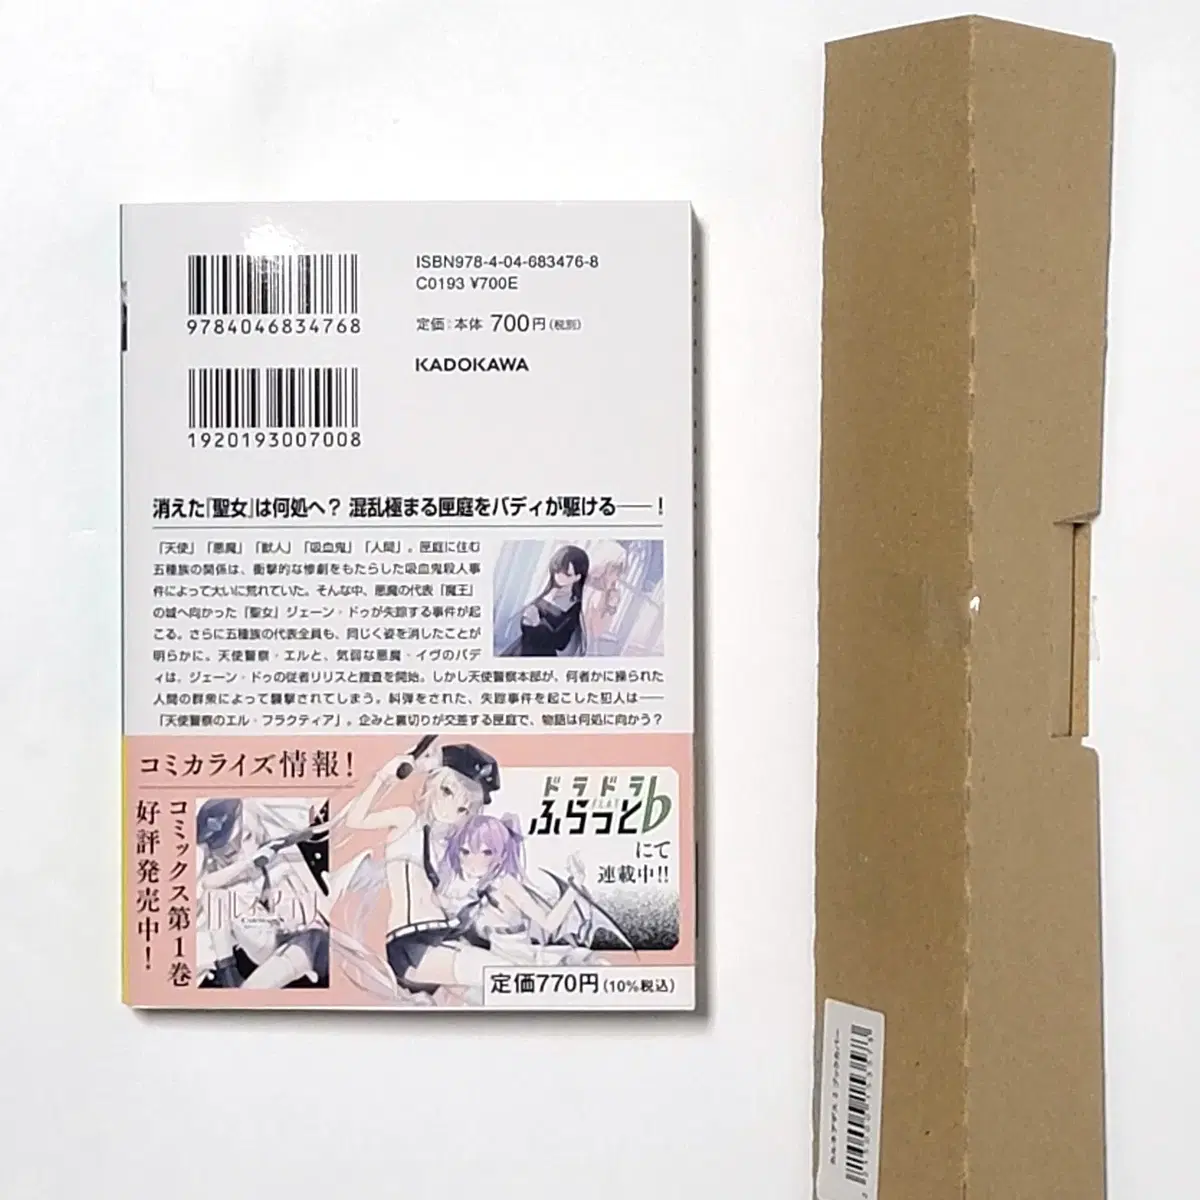 ISBN978-4-04-683476-8
C0193 ¥700E
定価：本体 700円（税別）
KADOKAWA
9784046834768
1920193007008
消えた『聖女』は何処へ？ 混乱極まる匣庭をバディが駆ける――！
「天使」「悪魔」「獣人」「吸血鬼」「人間」。匣庭に住む
五種族の関係は、衝撃的な惨劇をもたらした吸血鬼殺人事
件によって大いに荒れていた。そんな中、悪魔の代表「魔王」
の城へ向かった『聖女』ジェーン・ドゥが失踪する事件が起
こる。さらに五種族の代表全員も、同じく姿を消したことが
明らかに。天使警察・エルと、気弱な悪魔・イヴのバデ
ィは、ジェーン・ドゥの従者リリスと捜査を開始。しかし天使警察本部が、何者かに操られた
人間の群衆によって襲撃されてしまう。糾弾をされた、失踪事件を起こした犯人は――
「天使警察のエル・フラクティア」。企みと裏切りが交差する匣庭で、物語は何処に向かう？
コミカライズ情報！
コミックス第1巻
好評発売中！
ドラドラ
ふらっとb
FLAT
にて
連載中!!
定価770円（10%税込）